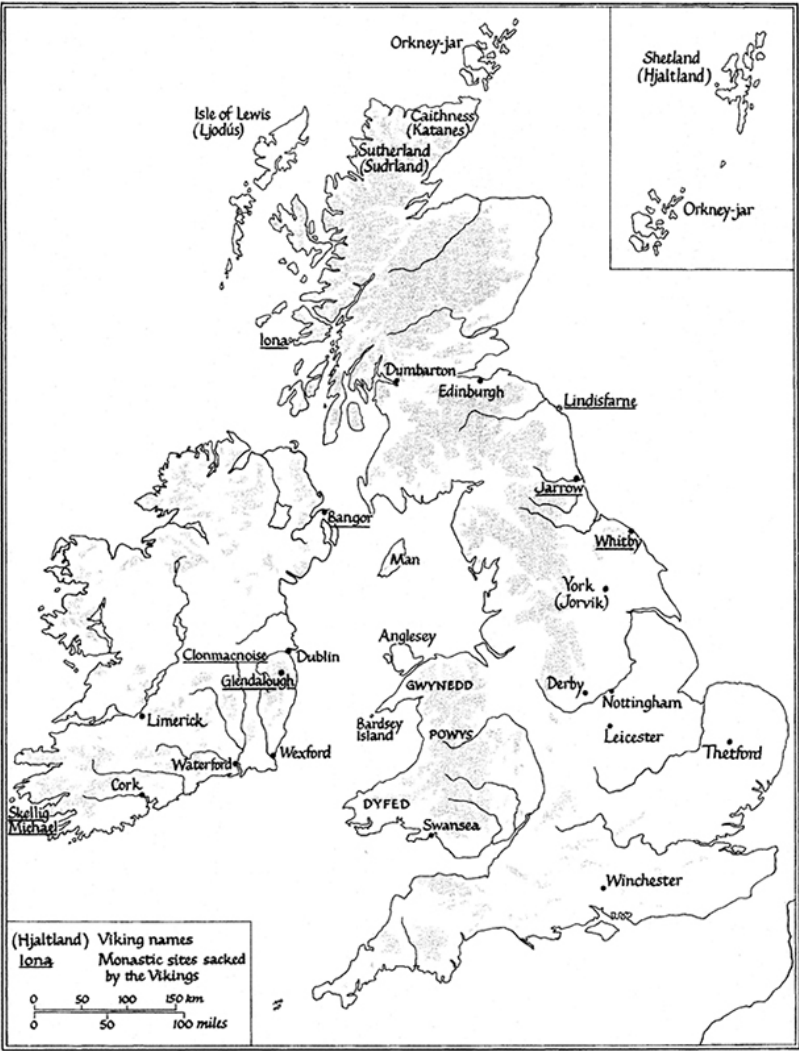 Orkney-jar
Shetland
(Hjaltland)
Isle of Lewis
(Ljodús)
Caithness
(Katanes)
Sutherland
(Sudrland)
Orkney-jar
Iona
Dumbarton
Edinburgh
Lindisfarne
Jarrow
Bangor
Whitby
Man
York
(Jorvik)
Anglesey
Clonmacnoise
Dublin
Glendalough
GWYNEDD
Derby
Nottingham
Bardsey
Island
Limerick
POWYS
Leicester
Thetford
Waterford
Wexford
Cork
DYFED
Skellig
Michael
Swansea
Winchester
(Hjaltland) Viking names
Iona Monastic sites sacked
by the Vikings
0 50 100 150 km
0 50 100 miles